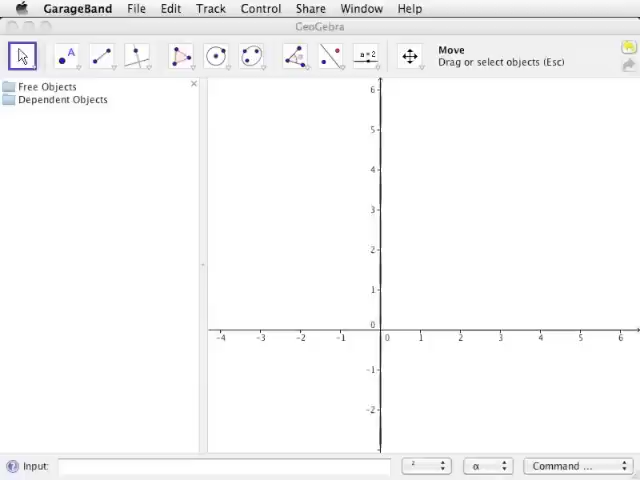 GarageBand File Edit Track Control Share Window Help
GeoGebra
A
a = 2
Move
Drag or select objects (Esc)
Free Objects
Dependent Objects
6
5
4
3
2
1
0
-4 -3 -2 -1 0 1 2 3 4 5 6
-1
-2
Input: ² α Command ...